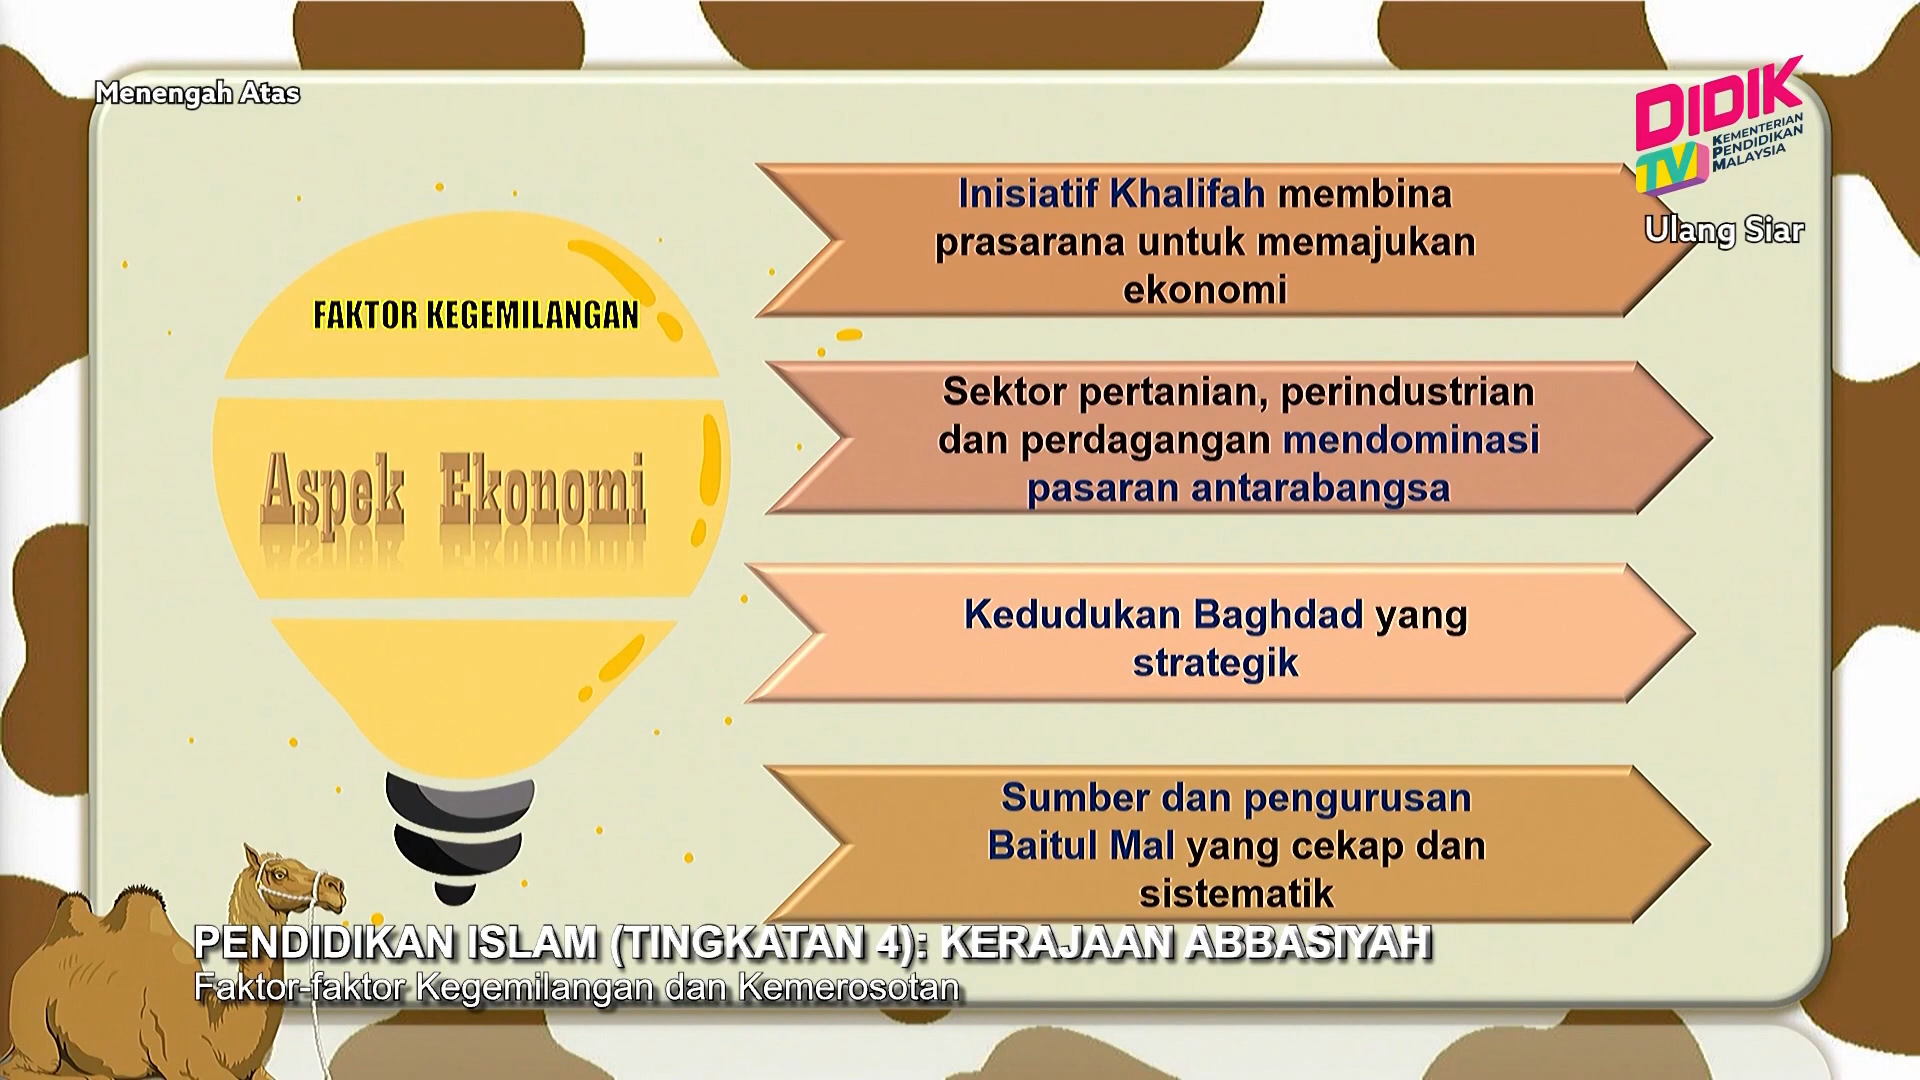 Menengah Atas
DIDIK
TV
KEMENTERIAN
PENDIDIKAN
MALAYSIA
Ulang Siar
FAKTOR KEGEMILANGAN
Aspek Ekonomi
Inisiatif Khalifah membina
prasarana untuk memajukan
ekonomi
Sektor pertanian, perindustrian
dan perdagangan mendominasi
pasaran antarabangsa
Kedudukan Baghdad yang
strategik
Sumber dan pengurusan
Baitul Mal yang cekap dan
sistematik
PENDIDIKAN ISLAM (TINGKATAN 4): KERAJAAN ABBASIYAH
Faktor-faktor Kegemilangan dan Kemerosotan